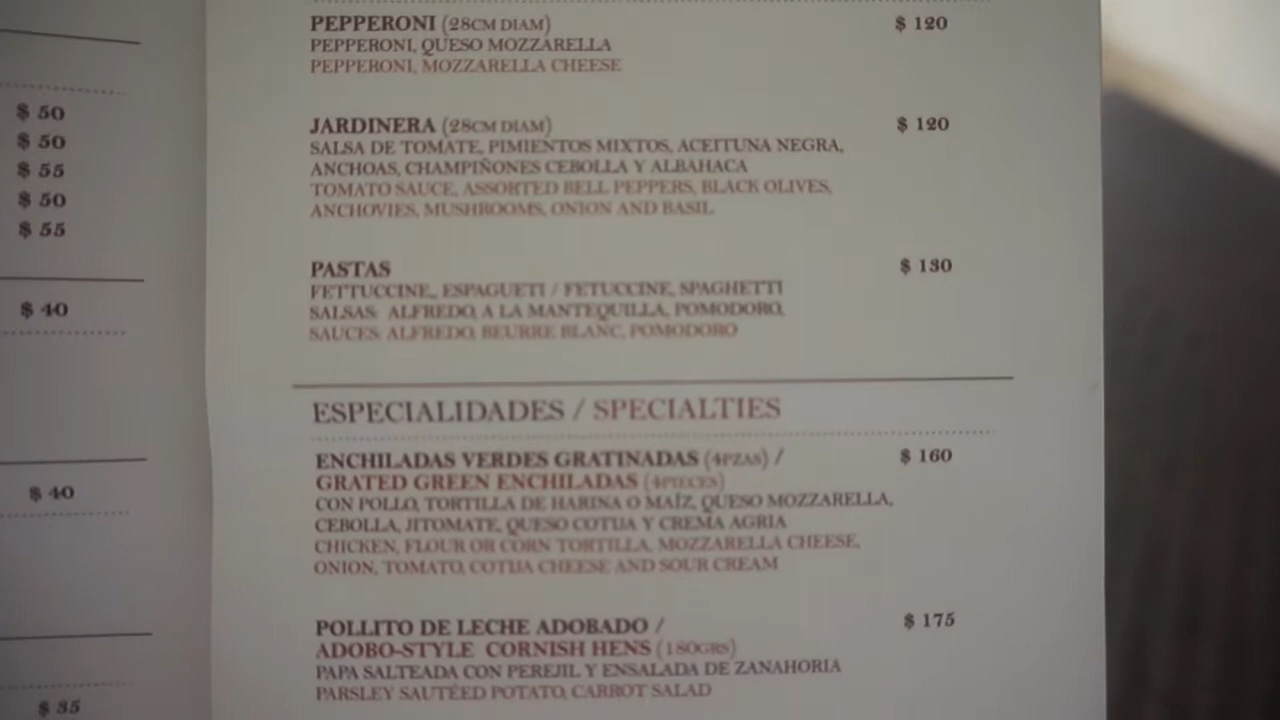 $ 50
$ 50
$ 55
$ 50
$ 55
$ 40
$ 40
$ 35
PEPPERONI (28CM DIAM) $ 120
PEPPERONI, QUESO MOZZARELLA
PEPPERONI, MOZZARELLA CHEESE
JARDINERA (28CM DIAM) $ 120
SALSA DE TOMATE, PIMIENTOS MIXTOS, ACEITUNA NEGRA,
ANCHOAS, CHAMPIÑONES CEBOLLA Y ALBAHACA
TOMATO SAUCE, ASSORTED BELL PEPPERS, BLACK OLIVES,
ANCHOVIES, MUSHROOMS, ONION AND BASIL
PASTAS $ 130
FETTUCCINE, ESPAGUETI / FETUCCINE, SPAGHETTI
SALSAS: ALFREDO, A LA MANTEQUILLA, POMODORO,
SAUCES: ALFREDO, BEURRE BLANC, POMODORO
ESPECIALIDADES / SPECIALTIES
ENCHILADAS VERDES GRATINADAS (4PZAS) / $ 160
GRATED GREEN ENCHILADAS (4PIECES)
CON POLLO, TORTILLA DE HARINA O MAÍZ, QUESO MOZZARELLA,
CEBOLLA, JITOMATE, QUESO COTIJA Y CREMA AGRIA
CHICKEN, FLOUR OR CORN TORTILLA, MOZZARELLA CHEESE,
ONION, TOMATO, COTIJA CHEESE AND SOUR CREAM
POLLITO DE LECHE ADOBADO / $ 175
ADOBO-STYLE CORNISH HENS (180GRS)
PAPA SALTEADA CON PEREJIL Y ENSALADA DE ZANAHORIA
PARSLEY SAUTÉED POTATO, CARROT SALAD